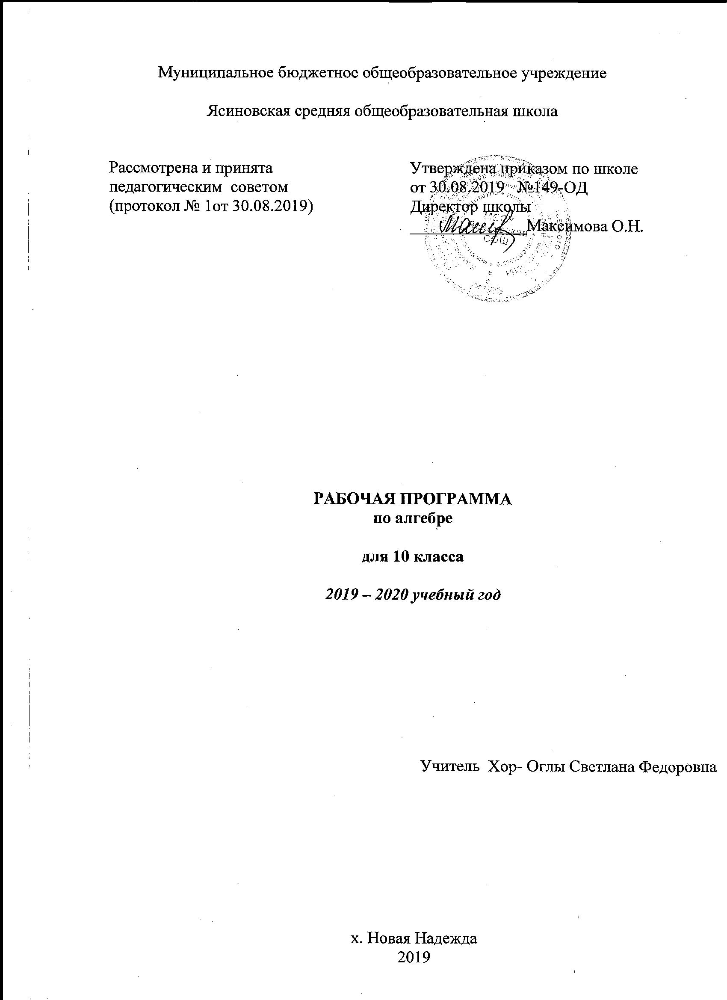 Муниципальное бюджетное общеобразовательное учреждение
Ясиновская средняя общеобразовательная школа
Рассмотрена и принята
педагогическим советом
(протокол № 1от 30.08.2019)
Утверждена приказом по школе
от 30.08.2019 №149-ОД
Директор школы
Максимова О.Н.
СОШ
РАБОЧАЯ ПРОГРАММА
по алгебре
для 10 класса
2019 – 2020 учебный год
Учитель Хор- Оглы Светлана Федоровна
х. Новая Надежда
2019